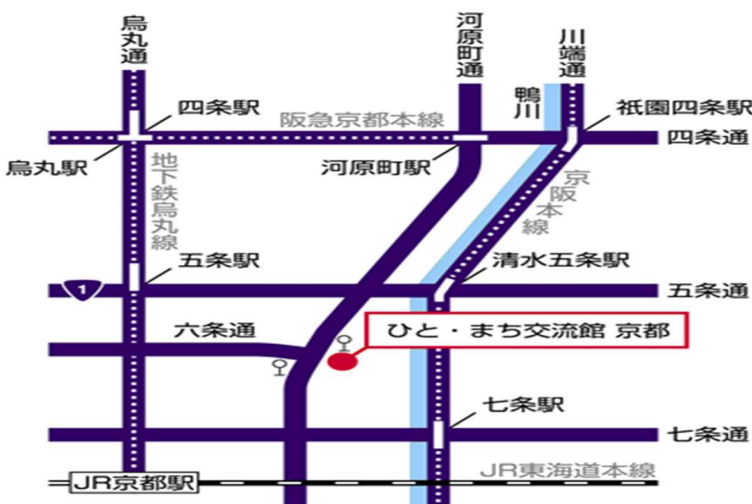 烏丸通
河原町通
川端通
鴨川
四条駅
阪急京都本線
祇園四条駅
四条通
烏丸駅
河原町駅
地下鉄烏丸線
京阪本線
五条駅
清水五条駅
1
五条通
六条通
ひと・まち交流館 京都
七条駅
七条通
JR京都駅
JR東海道本線